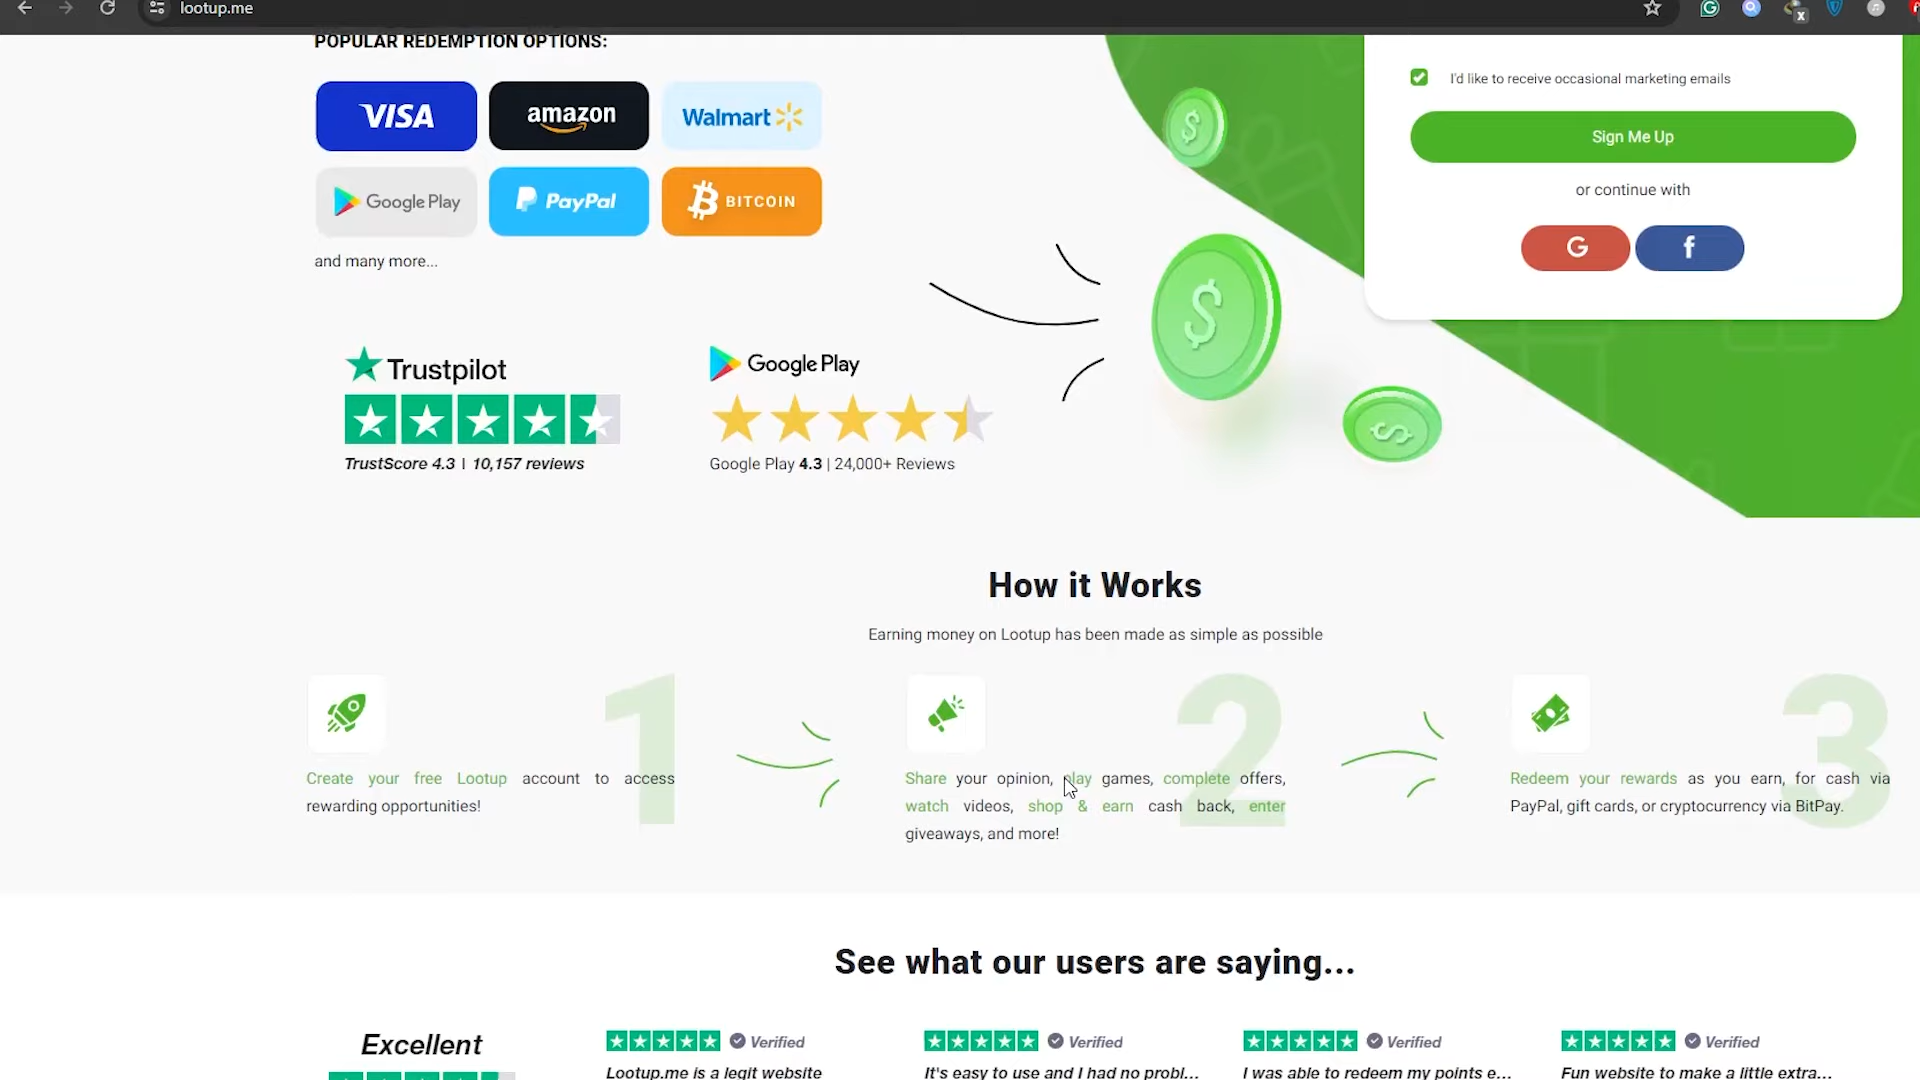 lootup.me
POPULAR REDEMPTION OPTIONS:
VISA
amazon
Walmart
Google Play
PayPal
BITCOIN
and many more...
I'd like to receive occasional marketing emails
Sign Me Up
or continue with
G
f
Trustpilot
TrustScore 4.3 | 10,157 reviews
Google Play
Google Play 4.3 | 24,000+ Reviews
How it Works
Earning money on Lootup has been made as simple as possible
1
Create your free Lootup account to access
rewarding opportunities!
2
Share your opinion, play games, complete offers,
watch videos, shop & earn cash back, enter
giveaways, and more!
3
Redeem your rewards as you earn, for cash via
PayPal, gift cards, or cryptocurrency via BitPay.
See what our users are saying...
Excellent
Verified
Lootup.me is a legit website
Verified
It's easy to use and I had no probl...
Verified
I was able to redeem my points e...
Verified
Fun website to make a little extra...